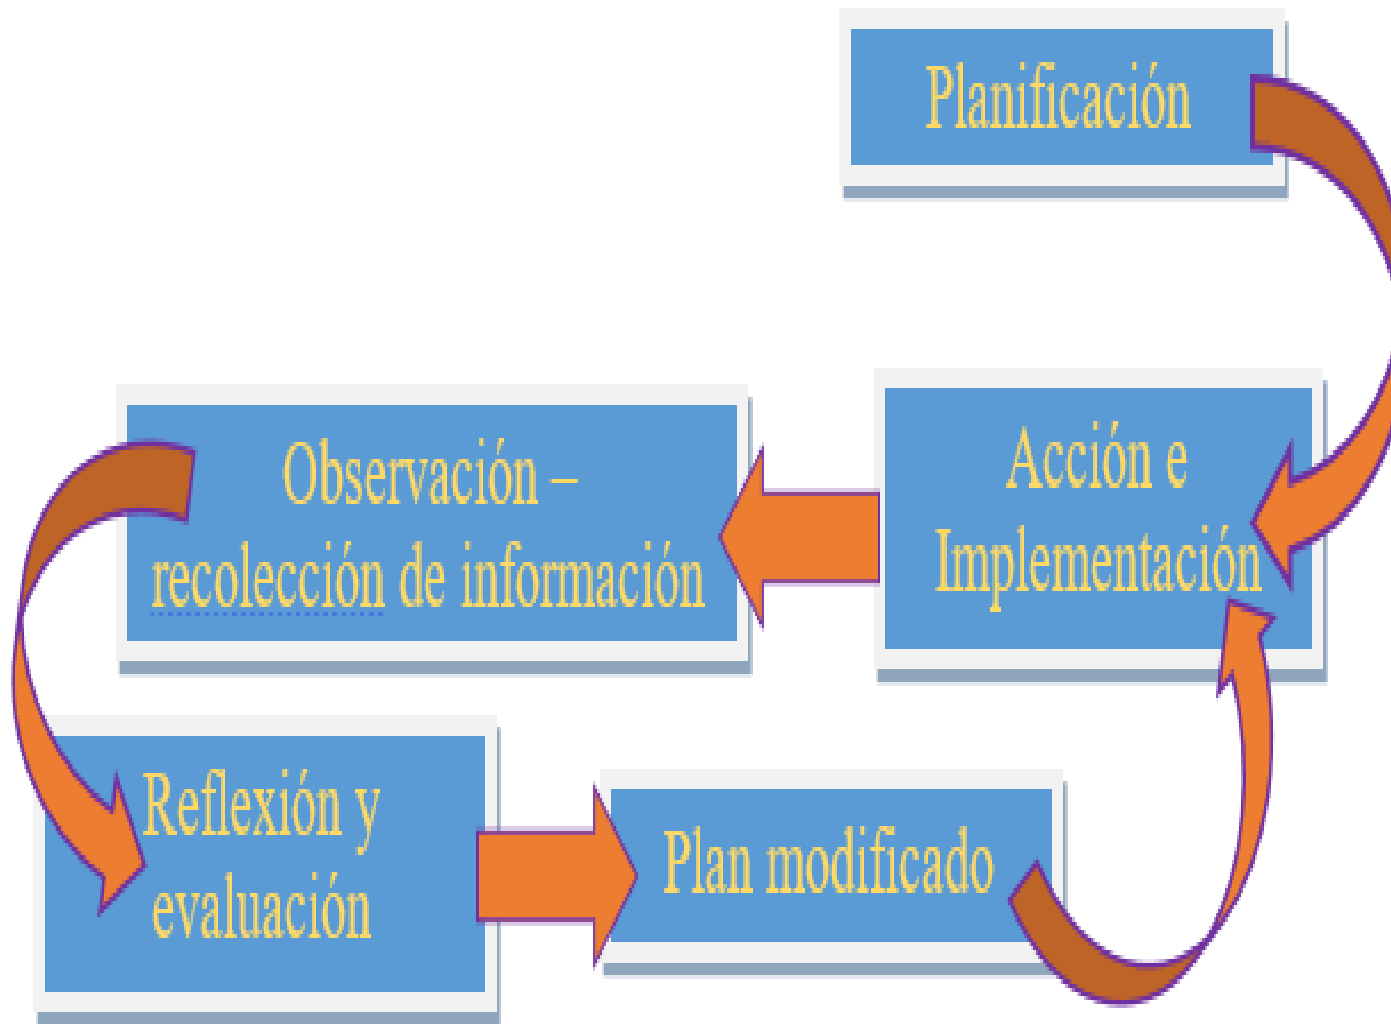 Planificación
Acción e
Implementación
Observación –
recolección de información
Reflexión y
evaluación
Plan modificado